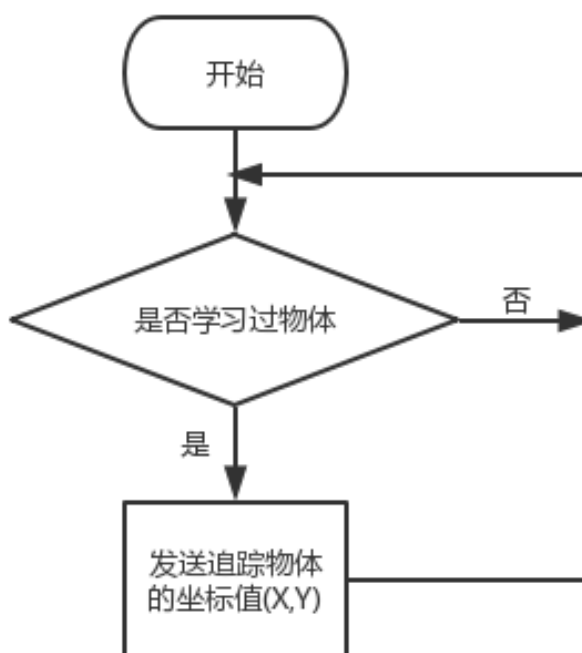 开始
是否学习过物体
否
是
发送追踪物体
的坐标值(X,Y)